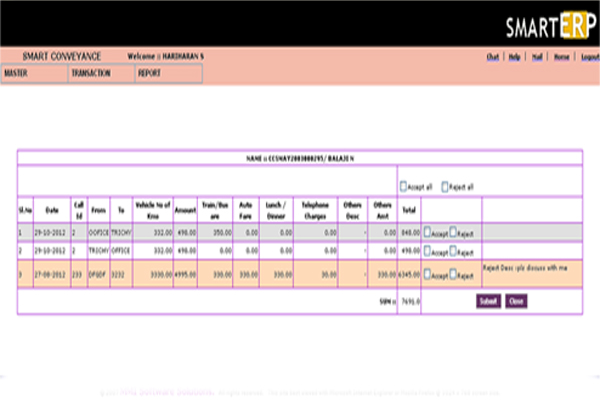 SMARTERP
SMART CONVEYANCE Welcome :: HARIHARAN S Chat | Help | Mail | Home | Logout
MASTER TRANSACTION REPORT
NAME :: BALAJI N
Accept all Reject all
Sl.No Date Call Id From To Vehicle No of Kms Amount Train/Bus are Auto Fare Lunch / Dinner Telephone Charges Others Desc Others Amt Total
1 29-10-2012 2 OOFICE TRICHY 332.00 498.00 350.00 0.00 0.00 0.00 - 0.00 848.00 Accept Reject
2 29-10-2012 2 TRICHY OFFICE 332.00 498.00 0.00 0.00 0.00 0.00 - 0.00 498.00 Accept Reject
3 27-08-2012 233 DFGDF 3232 3330.00 4995.00 330.00 330.00 330.00 30.00 - 330.00 6345.00 Accept Reject Reject Desc :plz discuss with me
SUM :: 7691.0 Submit Close